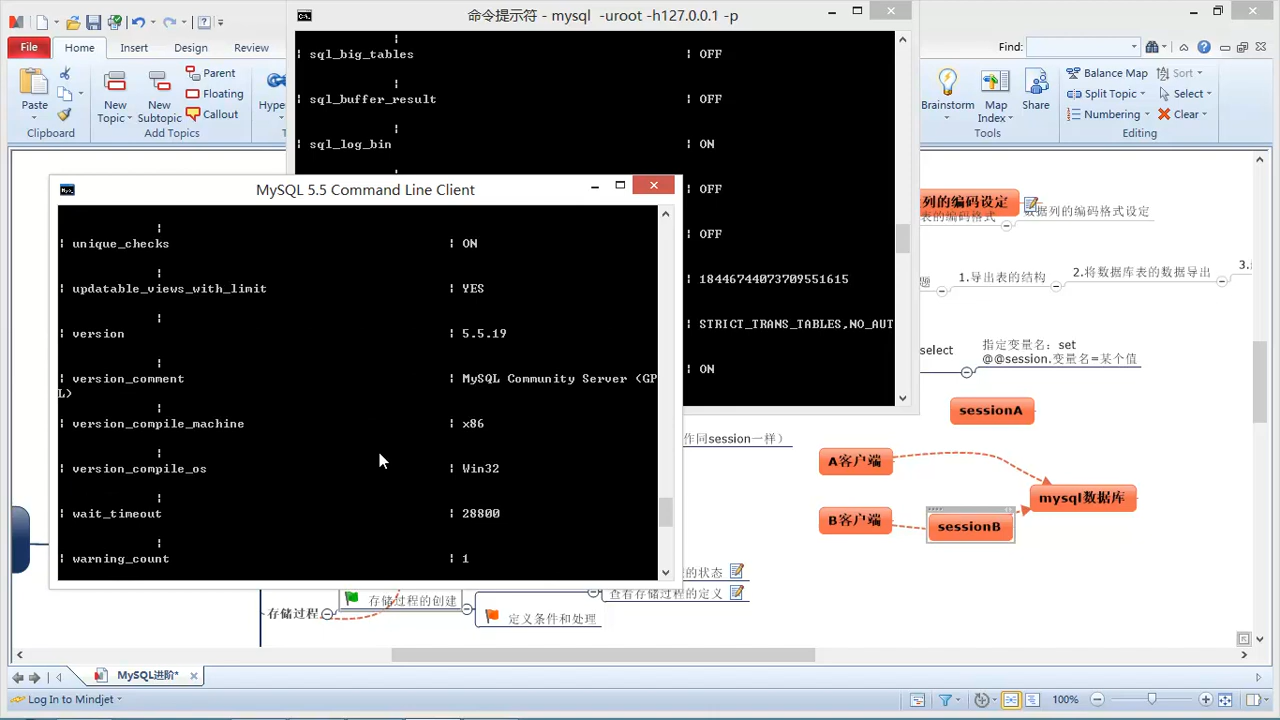 命令提示符 - mysql -uroot -h127.0.0.1 -p
File
Home
Insert
Design
Review
Find:
Paste
Clipboard
New
Topic
New
Subtopic
Parent
Floating
Callout
Add Topics
Hype
Brainstorm
Map
Index
Share
Tools
Balance Map
Split Topic
Numbering
Sort
Select
Clear
Editing
sql_big_tables | OFF
sql_buffer_result | OFF
sql_log_bin | ON
| OFF
| OFF
| 18446744073709551615
| STRICT_TRANS_TABLES,NO_AUT
| ON
MySQL 5.5 Command Line Client
| unique_checks | ON
| updatable_views_with_limit | YES
| version | 5.5.19
| version_comment | MySQL Community Server (GP
L)
| version_compile_machine | x86
| version_compile_os | Win32
| wait_timeout | 28800
| warning_count | 1
列的编码设定
表的编码格式
数据列的编码格式设定
题
1.导出表的结构
2.将数据库表的数据导出
3.
select
指定变量名：set
@@session.变量名=某个值
sessionA
作同session一样）
A客户端
mysql数据库
B客户端
sessionB
的状态
查看存储过程的定义
存储过程
存储过程的创建
定义条件和处理
MySQL进阶*
Log In to Mindjet
100%